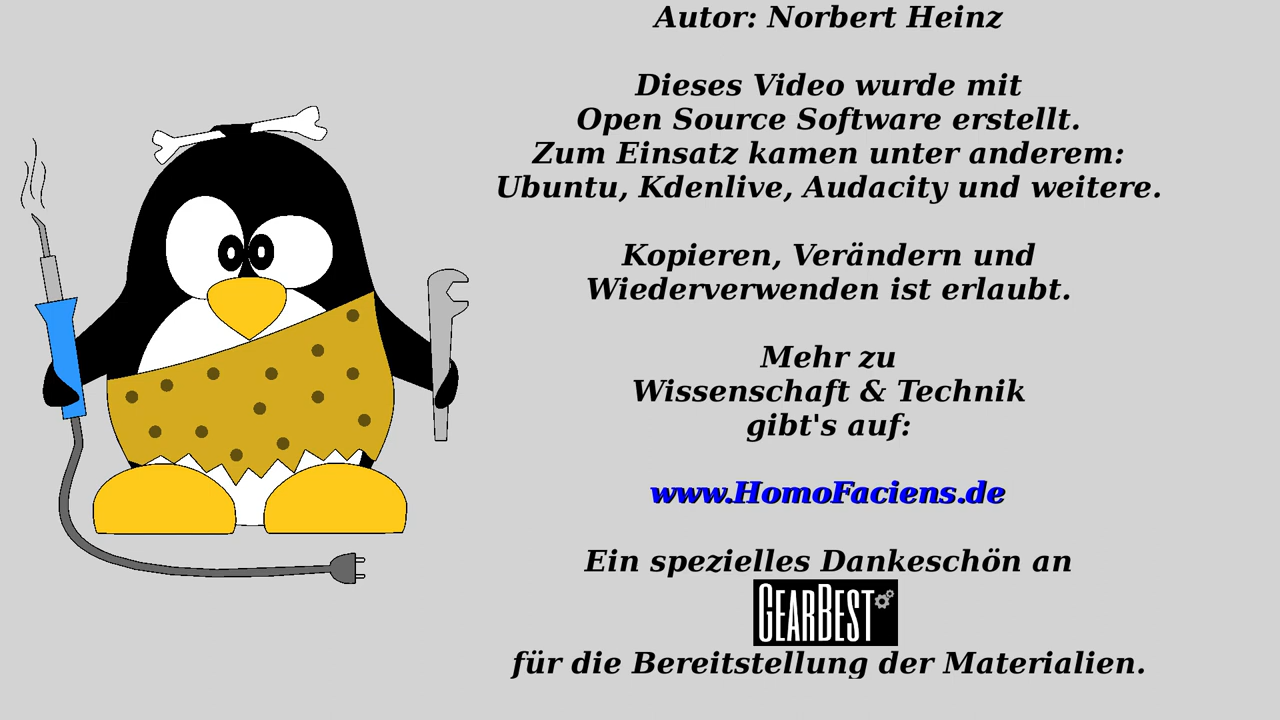 Autor: Norbert Heinz
Dieses Video wurde mit
Open Source Software erstellt.
Zum Einsatz kamen unter anderem:
Ubuntu, Kdenlive, Audacity und weitere.
Kopieren, Verändern und
Wiederverwenden ist erlaubt.
Mehr zu
Wissenschaft & Technik
gibt's auf:
www.HomoFaciens.de
Ein spezielles Dankeschön an
GEARBEST
für die Bereitstellung der Materialien.